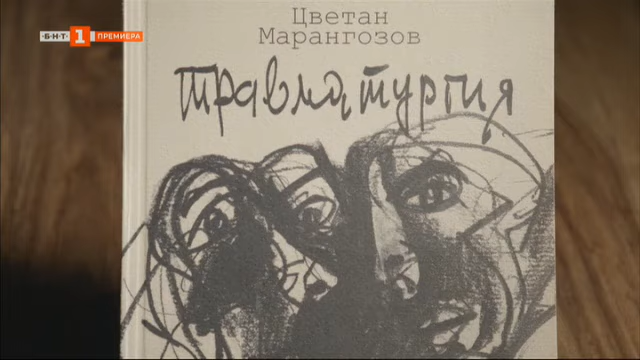 БНТ 1 ПРЕМИЕРА
Цветан
Марангозов
травматургия